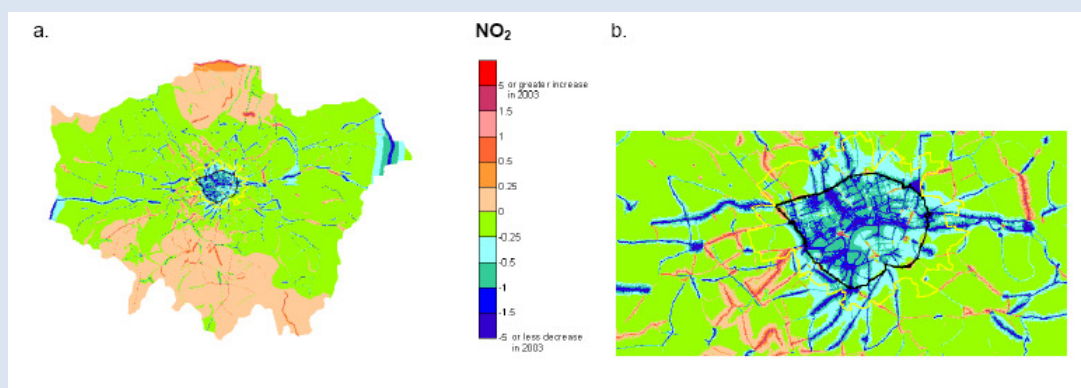 a.
NO2
b.
5 or greater increase
in 2003
1.5
1
0.5
0.25
0
-0.25
-0.5
-1
-1.5
-5 or less decrease
in 2003